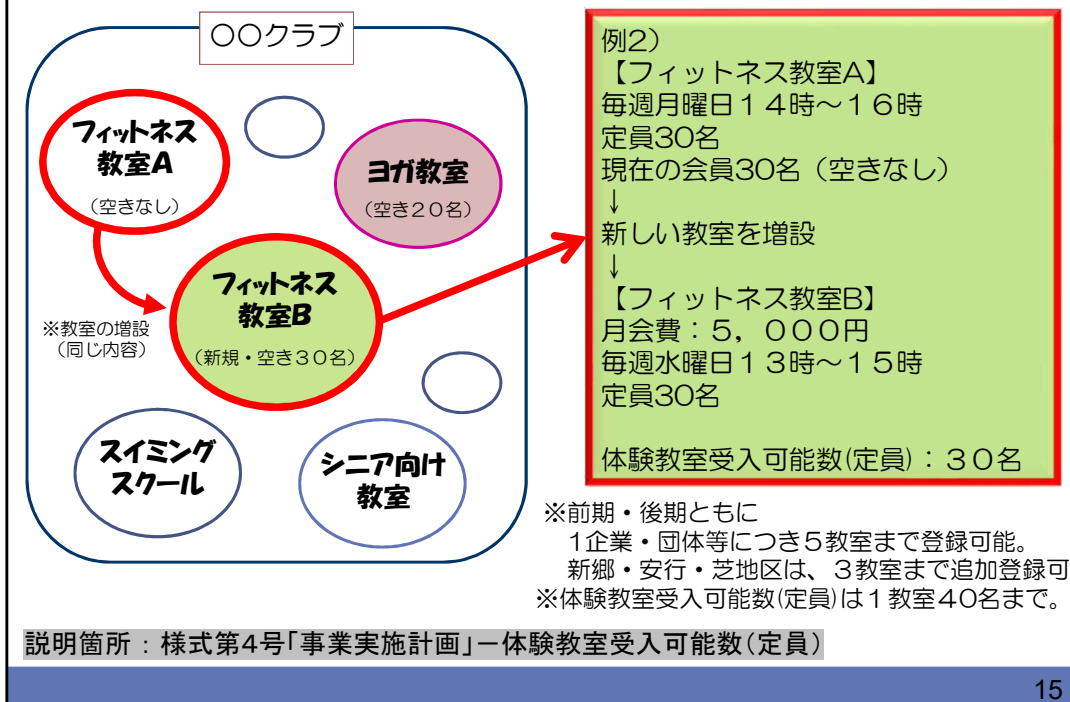 〇〇クラブ
フィットネス
教室A
（空きなし）
ヨガ教室
（空き２０名）
フィットネス
教室B
（新規・空き３０名）
※教室の増設
（同じ内容）
スイミング
スクール
シニア向け
教室
例2）
【フィットネス教室A】
毎週月曜日１４時～１６時
定員30名
現在の会員30名（空きなし）
↓
新しい教室を増設
↓
【フィットネス教室B】
月会費：５，０００円
毎週水曜日１３時～１５時
定員30名
体験教室受入可能数(定員)：３０名
※前期・後期ともに
1企業・団体等につき５教室まで登録可能。
新郷・安行・芝地区は、３教室まで追加登録可
※体験教室受入可能数(定員)は１教室４０名まで。
説明箇所：様式第4号「事業実施計画」－体験教室受入可能数（定員）
15